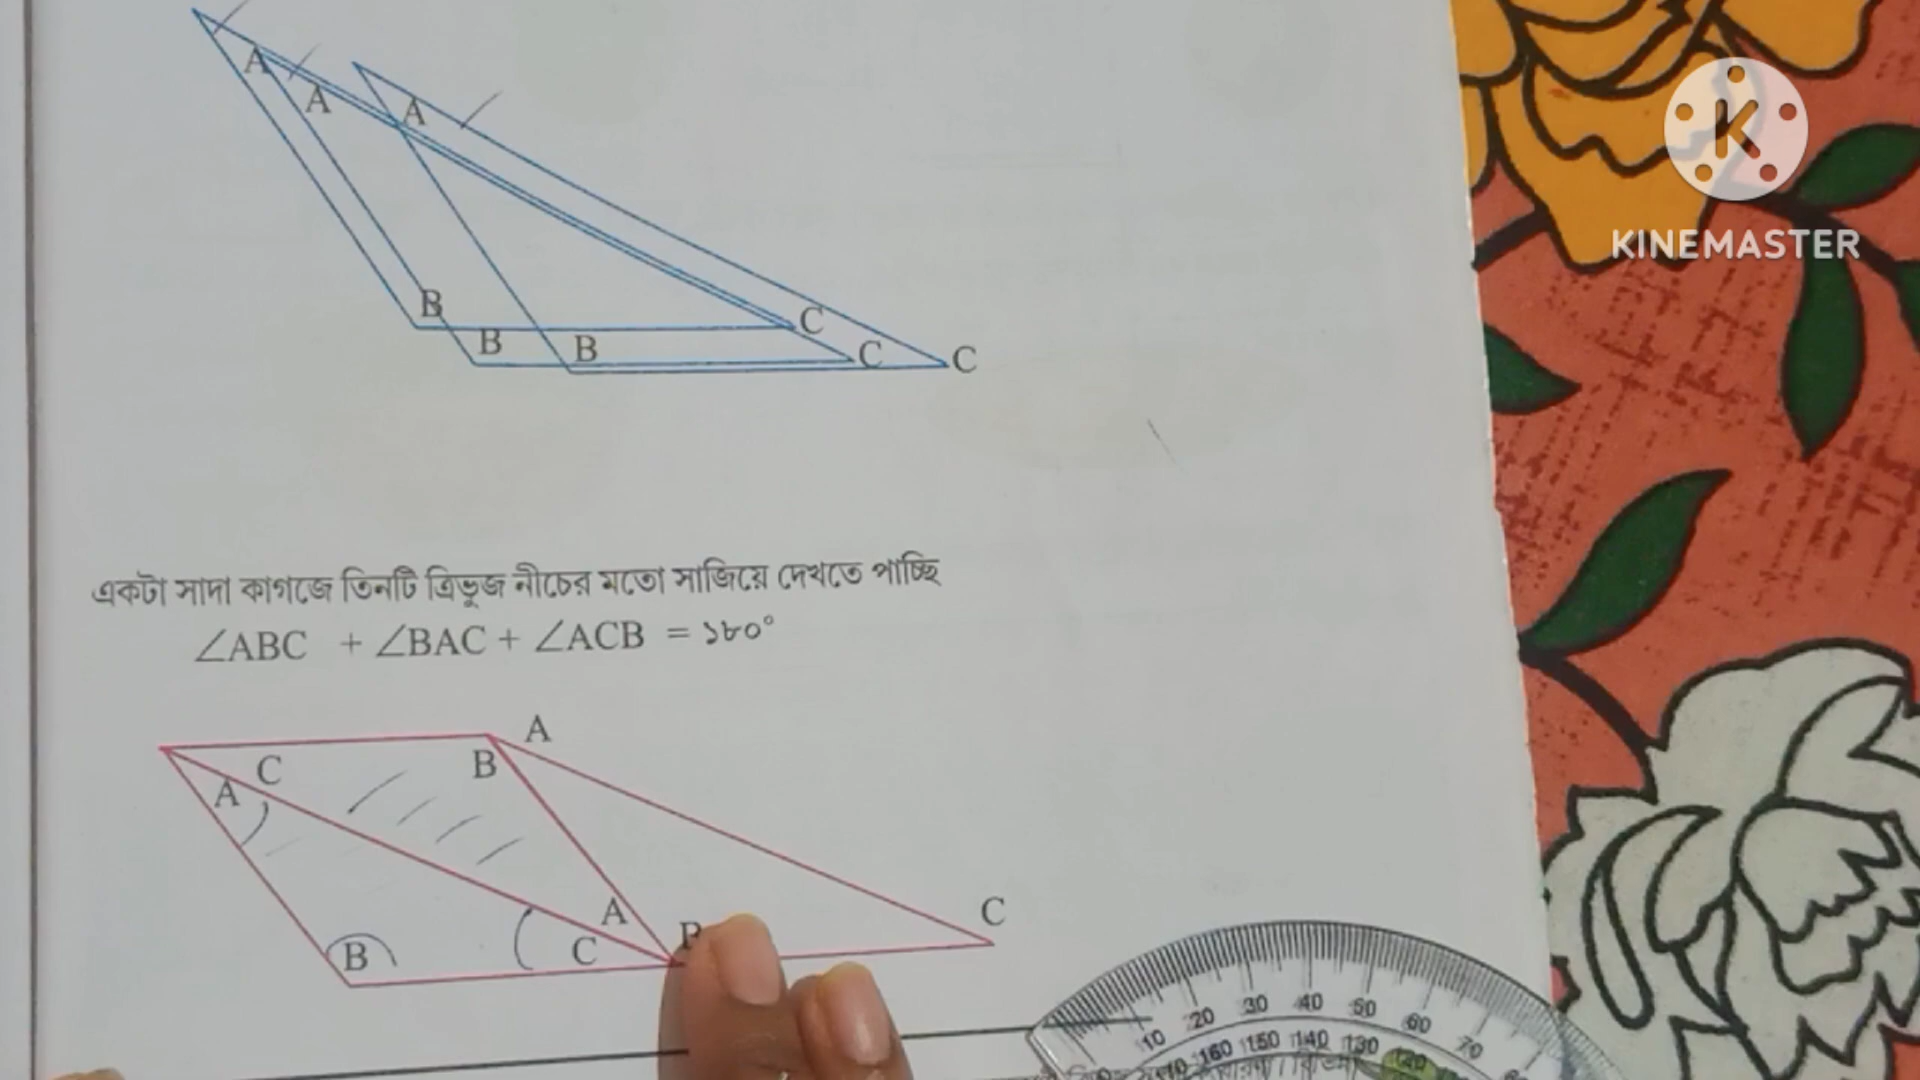 A
A
A
KINEMASTER
B
B
B
C
C
C
একটা সাদা কাগজে তিনটি ত্রিভুজ নীচের মতো সাজিয়ে দেখতে পাচ্ছি
∠ABC + ∠BAC + ∠ACB = ১৮০°
A
C
B
A
A
B
C
C
B
10 20 30 40 50 60 70
160 150 140 130 120